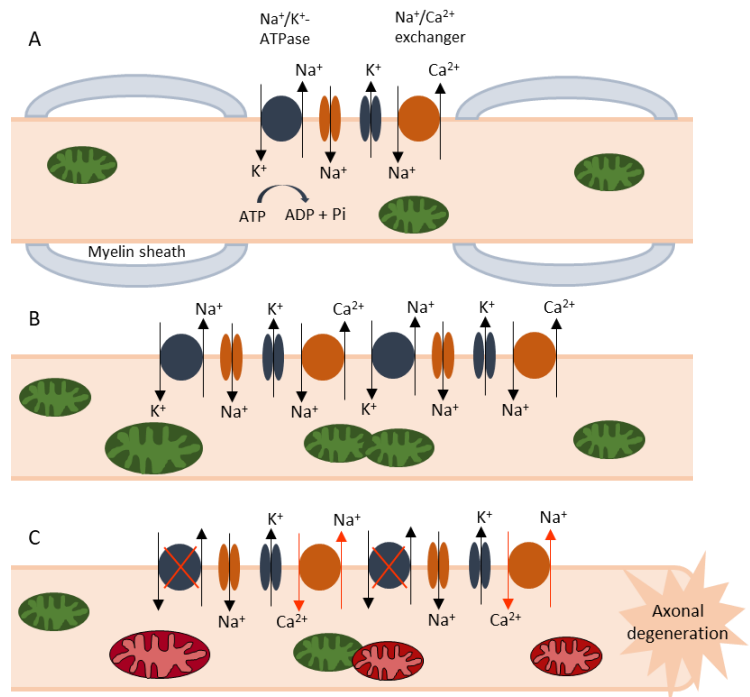 Na⁺/K⁺-
ATPase
Na⁺/Ca²⁺
exchanger
A
Na⁺
K⁺
Ca²⁺
K⁺
Na⁺
Na⁺
ATP
ADP + Pi
Myelin sheath
B
Na⁺
K⁺
Ca²⁺
Na⁺
K⁺
Ca²⁺
K⁺
Na⁺
Na⁺
K⁺
Na⁺
Na⁺
C
K⁺
Na⁺
K⁺
Na⁺
Na⁺
Ca²⁺
Na⁺
Ca²⁺
Axonal
degeneration